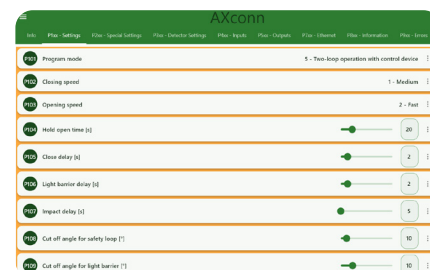 AXconn
Info P1xx - Settings P2xx - Special Settings P3xx - Detector Settings P4xx - Inputs P5xx - Outputs P7xx - Ethernet P8xx - Information P9xx - Errors
P101 Program mode 5 - Two-loop operation with control device
P102 Closing speed 1 - Medium
P103 Opening speed 2 - Fast
P104 Hold open time [s] 20
P105 Close delay [s] 2
P106 Light barrier delay [s] 2
P107 Impact delay [s] 5
P108 Cut off angle for safety loop [°] 10
P109 Cut off angle for light barrier [°] 10